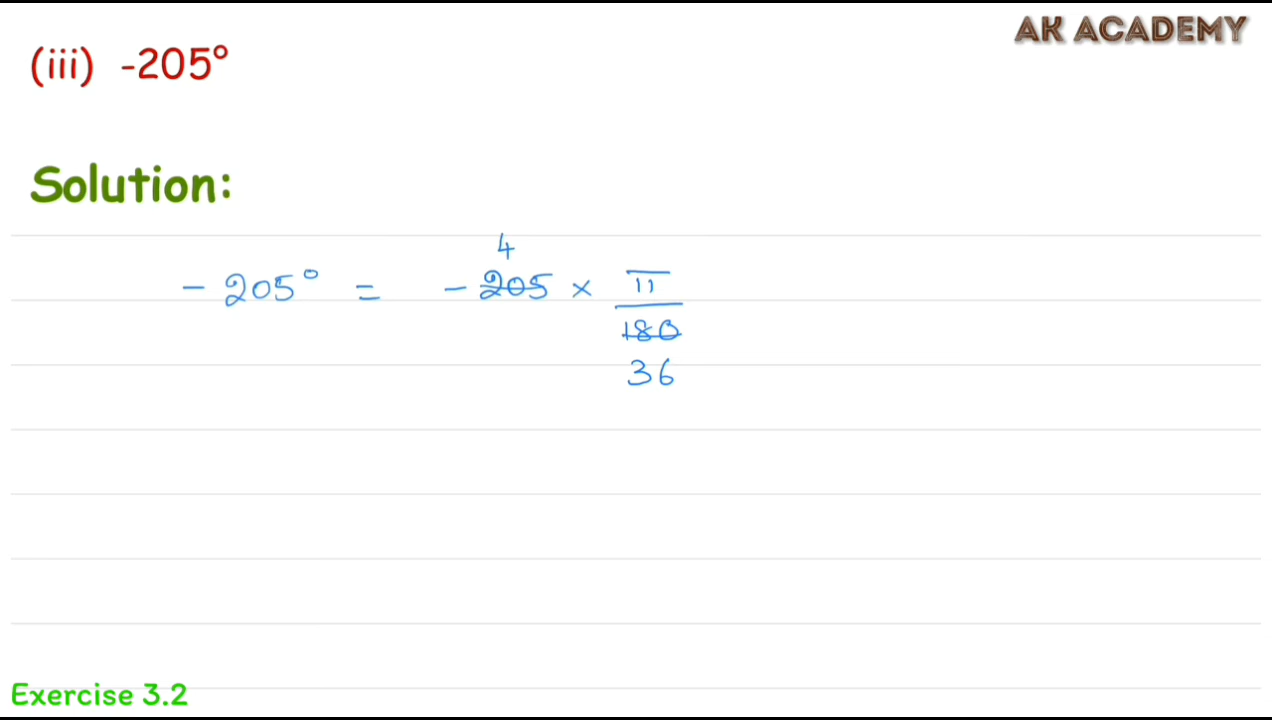 AK ACADEMY
(iii) -205°
Solution:
4
- 205° = - 205 × π
180
36
Exercise 3.2